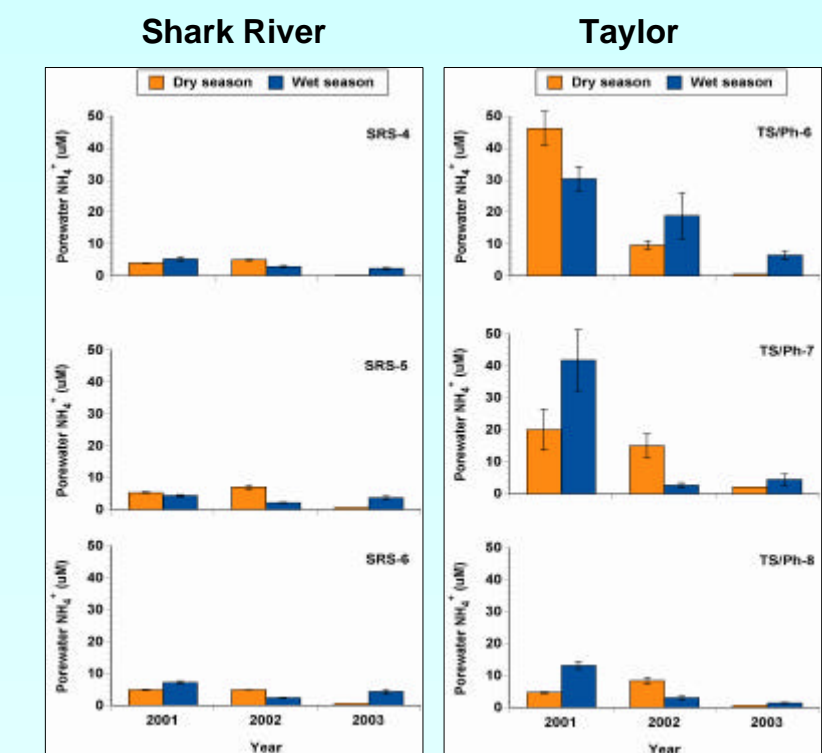 Shark River
Dry season Wet season
SRS-4
Porewater NH4+ (uM)
50
40
30
20
10
0
SRS-5
Porewater NH4+ (uM)
50
40
30
20
10
0
SRS-6
Porewater NH4+ (uM)
50
40
30
20
10
0
2001 2002 2003
Year
Taylor
Dry season Wet season
TS/Ph-6
Porewater NH4+ (uM)
50
40
30
20
10
0
TS/Ph-7
Porewater NH4+ (uM)
50
40
30
20
10
0
TS/Ph-8
Porewater NH4+ (uM)
50
40
30
20
10
0
2001 2002 2003
Year